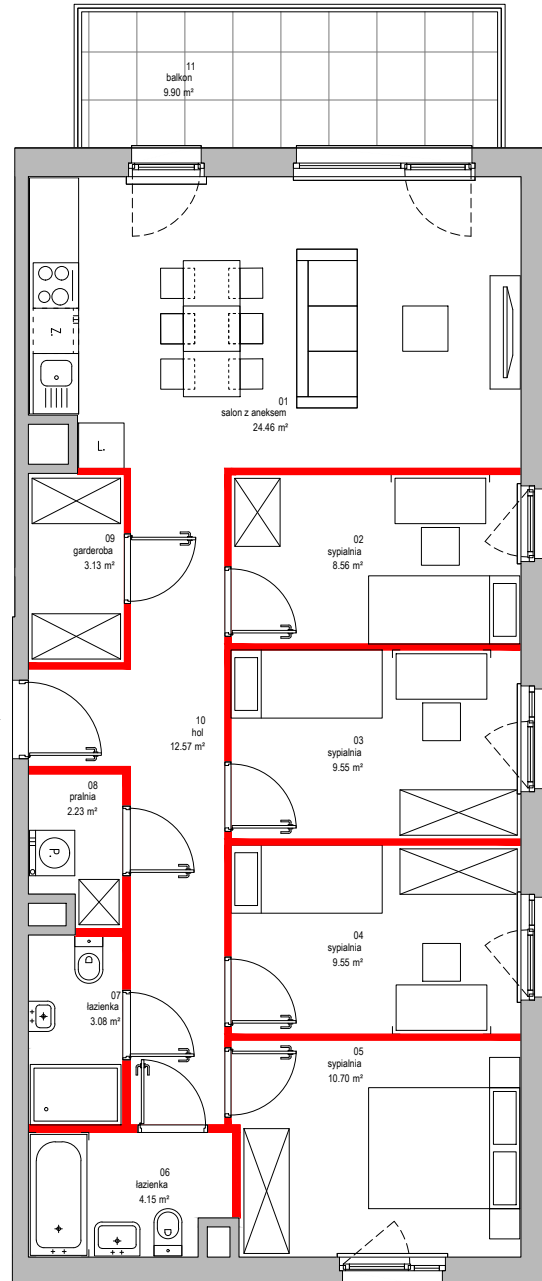 11
balkon
9.90 m²
Z.
01
salon z aneksem
24.46 m²
L.
09
garderoba
3.13 m²
02
sypialnia
8.56 m²
10
hol
12.57 m²
03
sypialnia
9.55 m²
08
pralnia
2.23 m²
P.
04
sypialnia
9.55 m²
07
łazienka
3.08 m²
05
sypialnia
10.70 m²
06
łazienka
4.15 m²